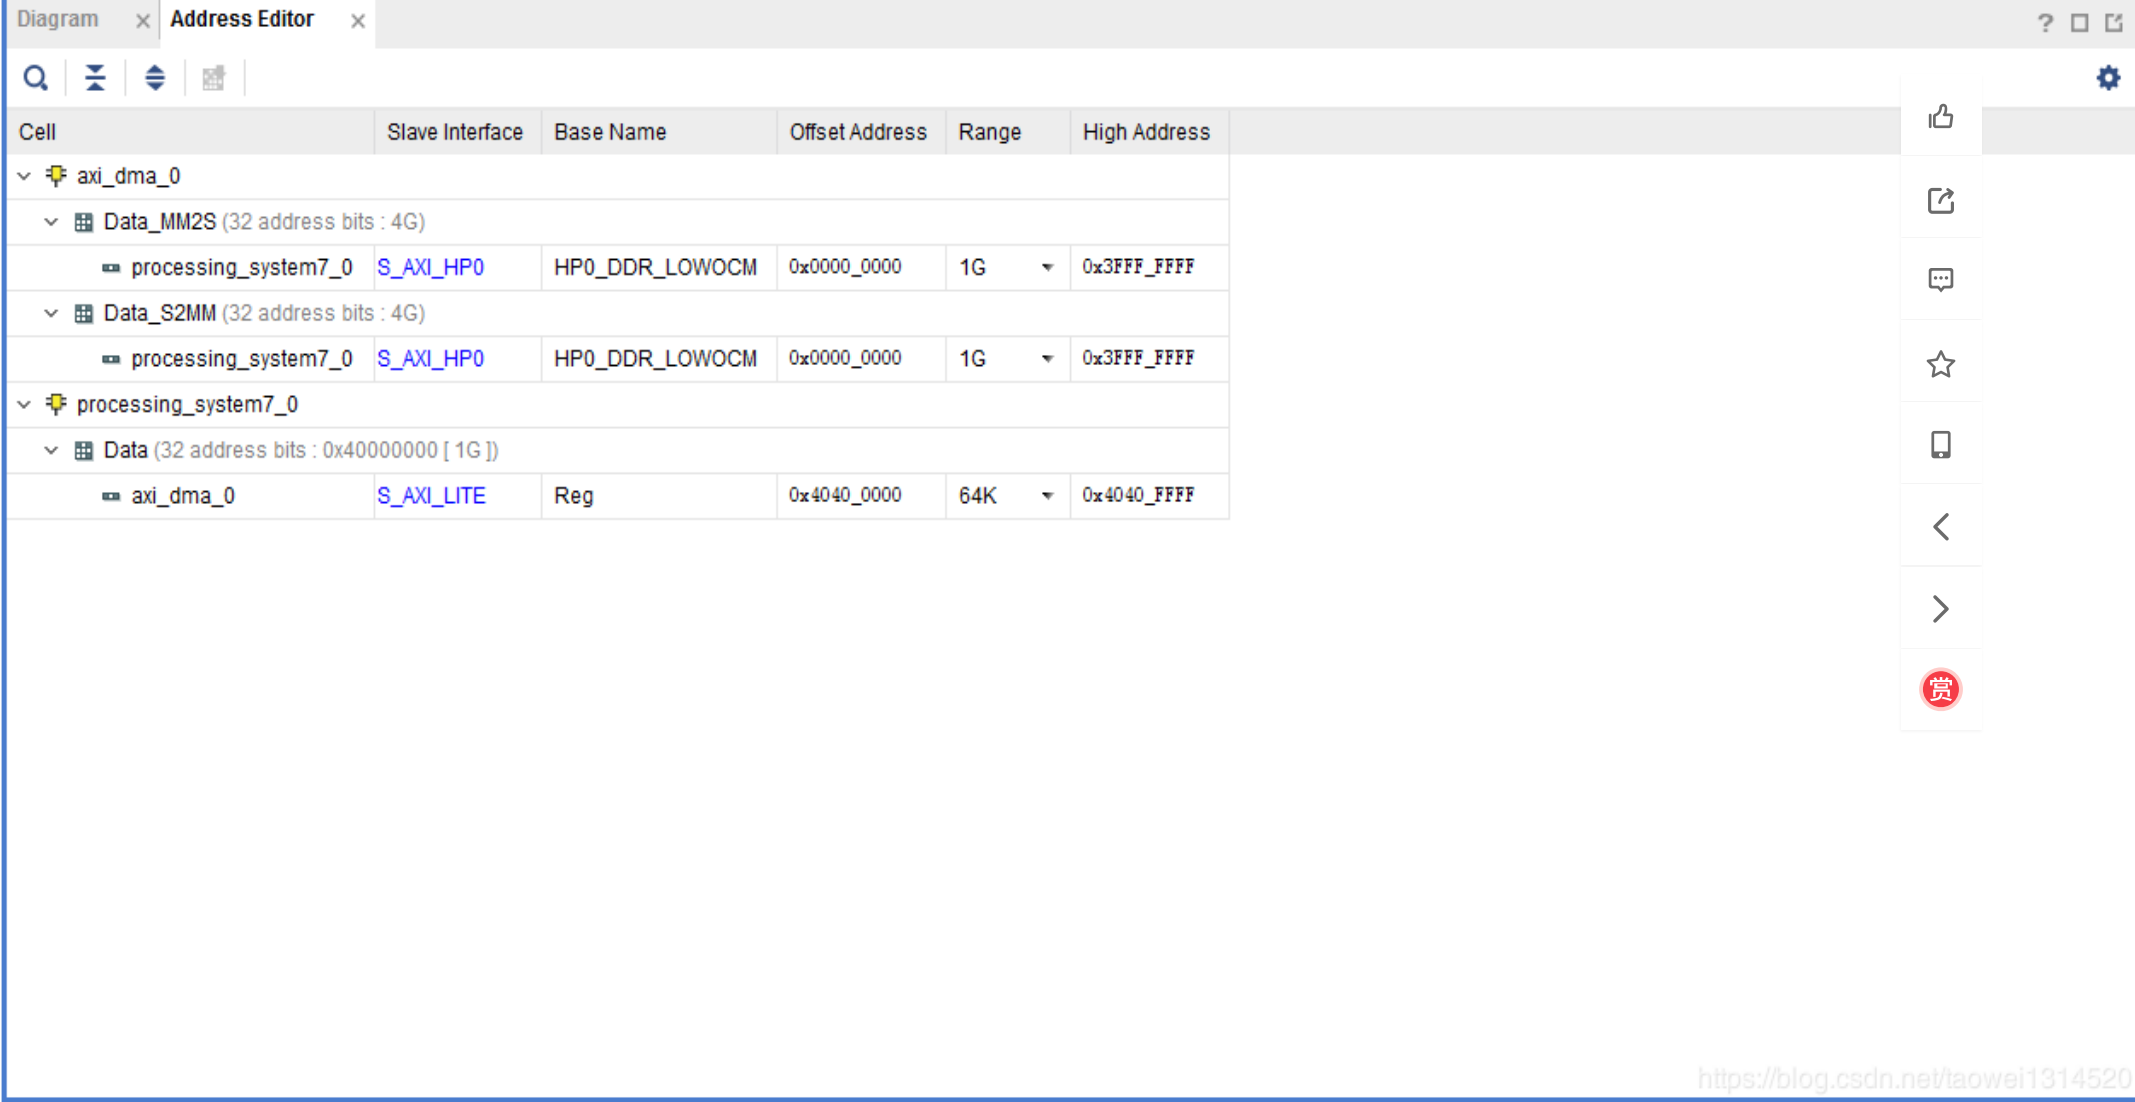 Diagram Address Editor
Cell Slave Interface Base Name Offset Address Range High Address
axi_dma_0
Data_MM2S (32 address bits : 4G)
processing_system7_0 S_AXI_HP0 HP0_DDR_LOWOCM 0x0000_0000 1G 0x3FFF_FFFF
Data_S2MM (32 address bits : 4G)
processing_system7_0 S_AXI_HP0 HP0_DDR_LOWOCM 0x0000_0000 1G 0x3FFF_FFFF
processing_system7_0
Data (32 address bits : 0x40000000 [ 1G ])
axi_dma_0 S_AXI_LITE Reg 0x4040_0000 64K 0x4040_FFFF
赏
https://blog.csdn.net/taowei1314520